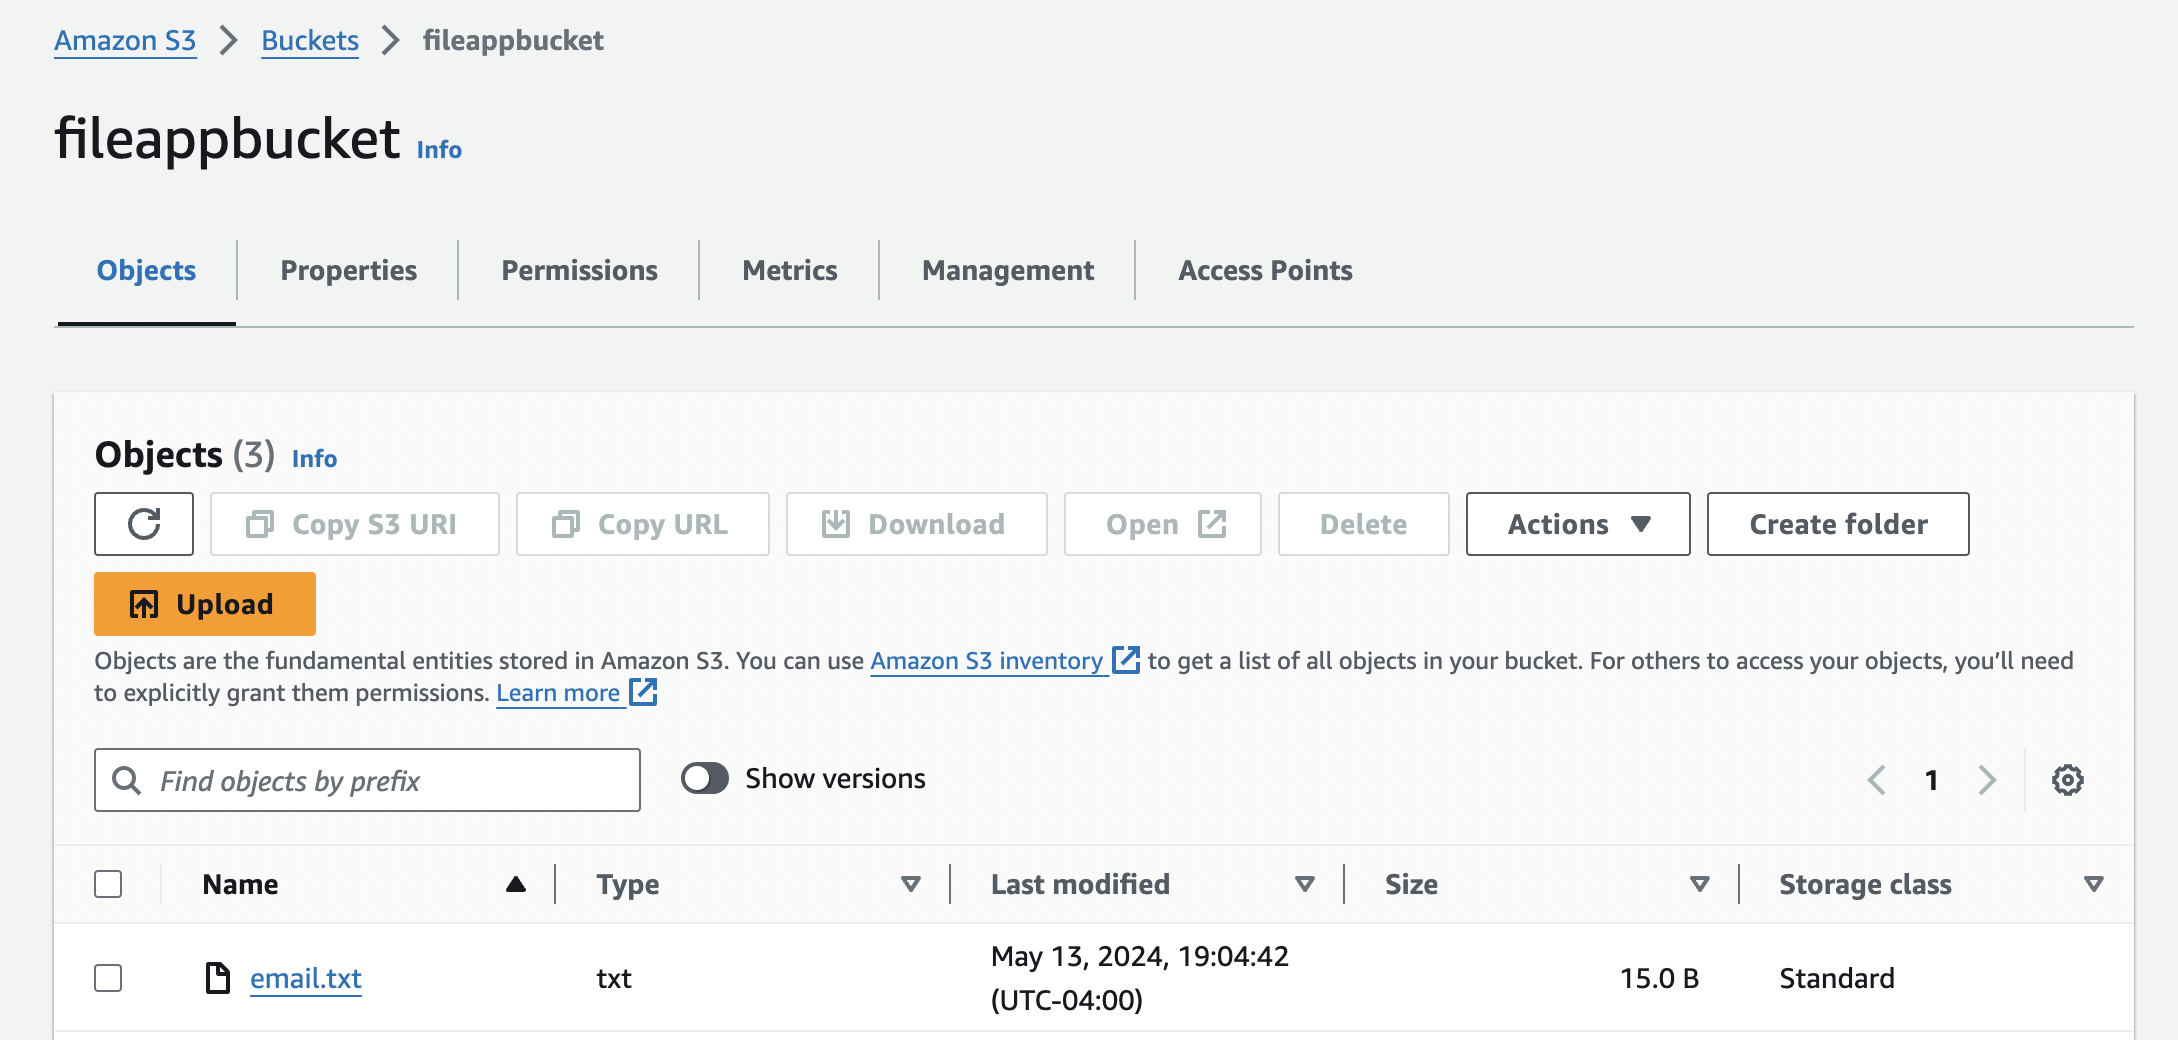 Amazon S3 > Buckets > fileappbucket
fileappbucket Info
Objects Properties Permissions Metrics Management Access Points
Objects (3) Info
Copy S3 URI Copy URL Download Open Delete Actions Create folder
Upload
Objects are the fundamental entities stored in Amazon S3. You can use Amazon S3 inventory to get a list of all objects in your bucket. For others to access your objects, you’ll need
to explicitly grant them permissions. Learn more
Find objects by prefix Show versions 1
Name Type Last modified Size Storage class
email.txt txt May 13, 2024, 19:04:42 15.0 B Standard
(UTC-04:00)